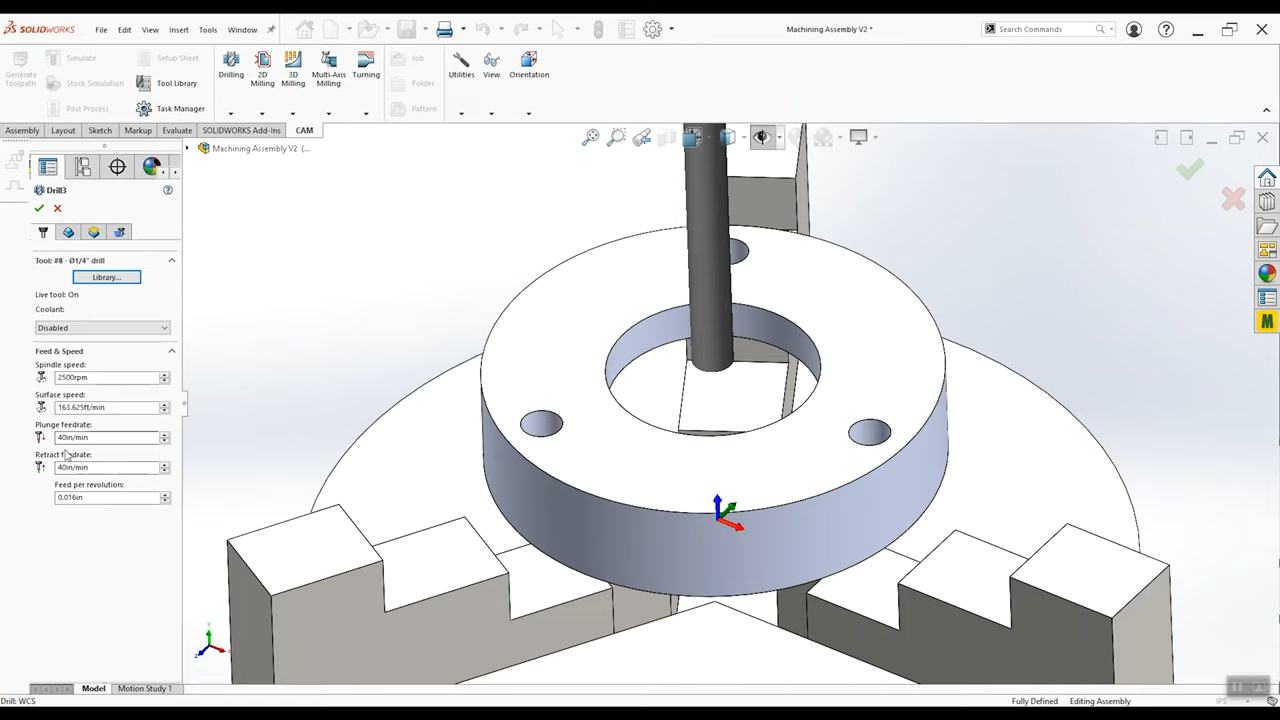 SOLIDWORKS File Edit View Insert Tools Window Machining Assembly V2 * Search Commands
Generate Toolpath
Simulate
Stock Simulation
Post Process
Setup Sheet
Tool Library
Task Manager
Drilling
2D Milling
3D Milling
Multi-Axis Milling
Turning
Job
Folder
Pattern
Utilities
View
Orientation
Assembly Layout Sketch Markup Evaluate SOLIDWORKS Add-Ins CAM
Machining Assembly V2 (...
Drill3
Tool: #8 - Ø1/4" drill
Library...
Live tool: On
Coolant:
Disabled
Feed & Speed
Spindle speed:
2500rpm
Surface speed:
163.625ft/min
Plunge feedrate:
40in/min
Retract feedrate:
40in/min
Feed per revolution:
0.016in
Model Motion Study 1
Drill: WCS Fully Defined Editing Assembly IPS